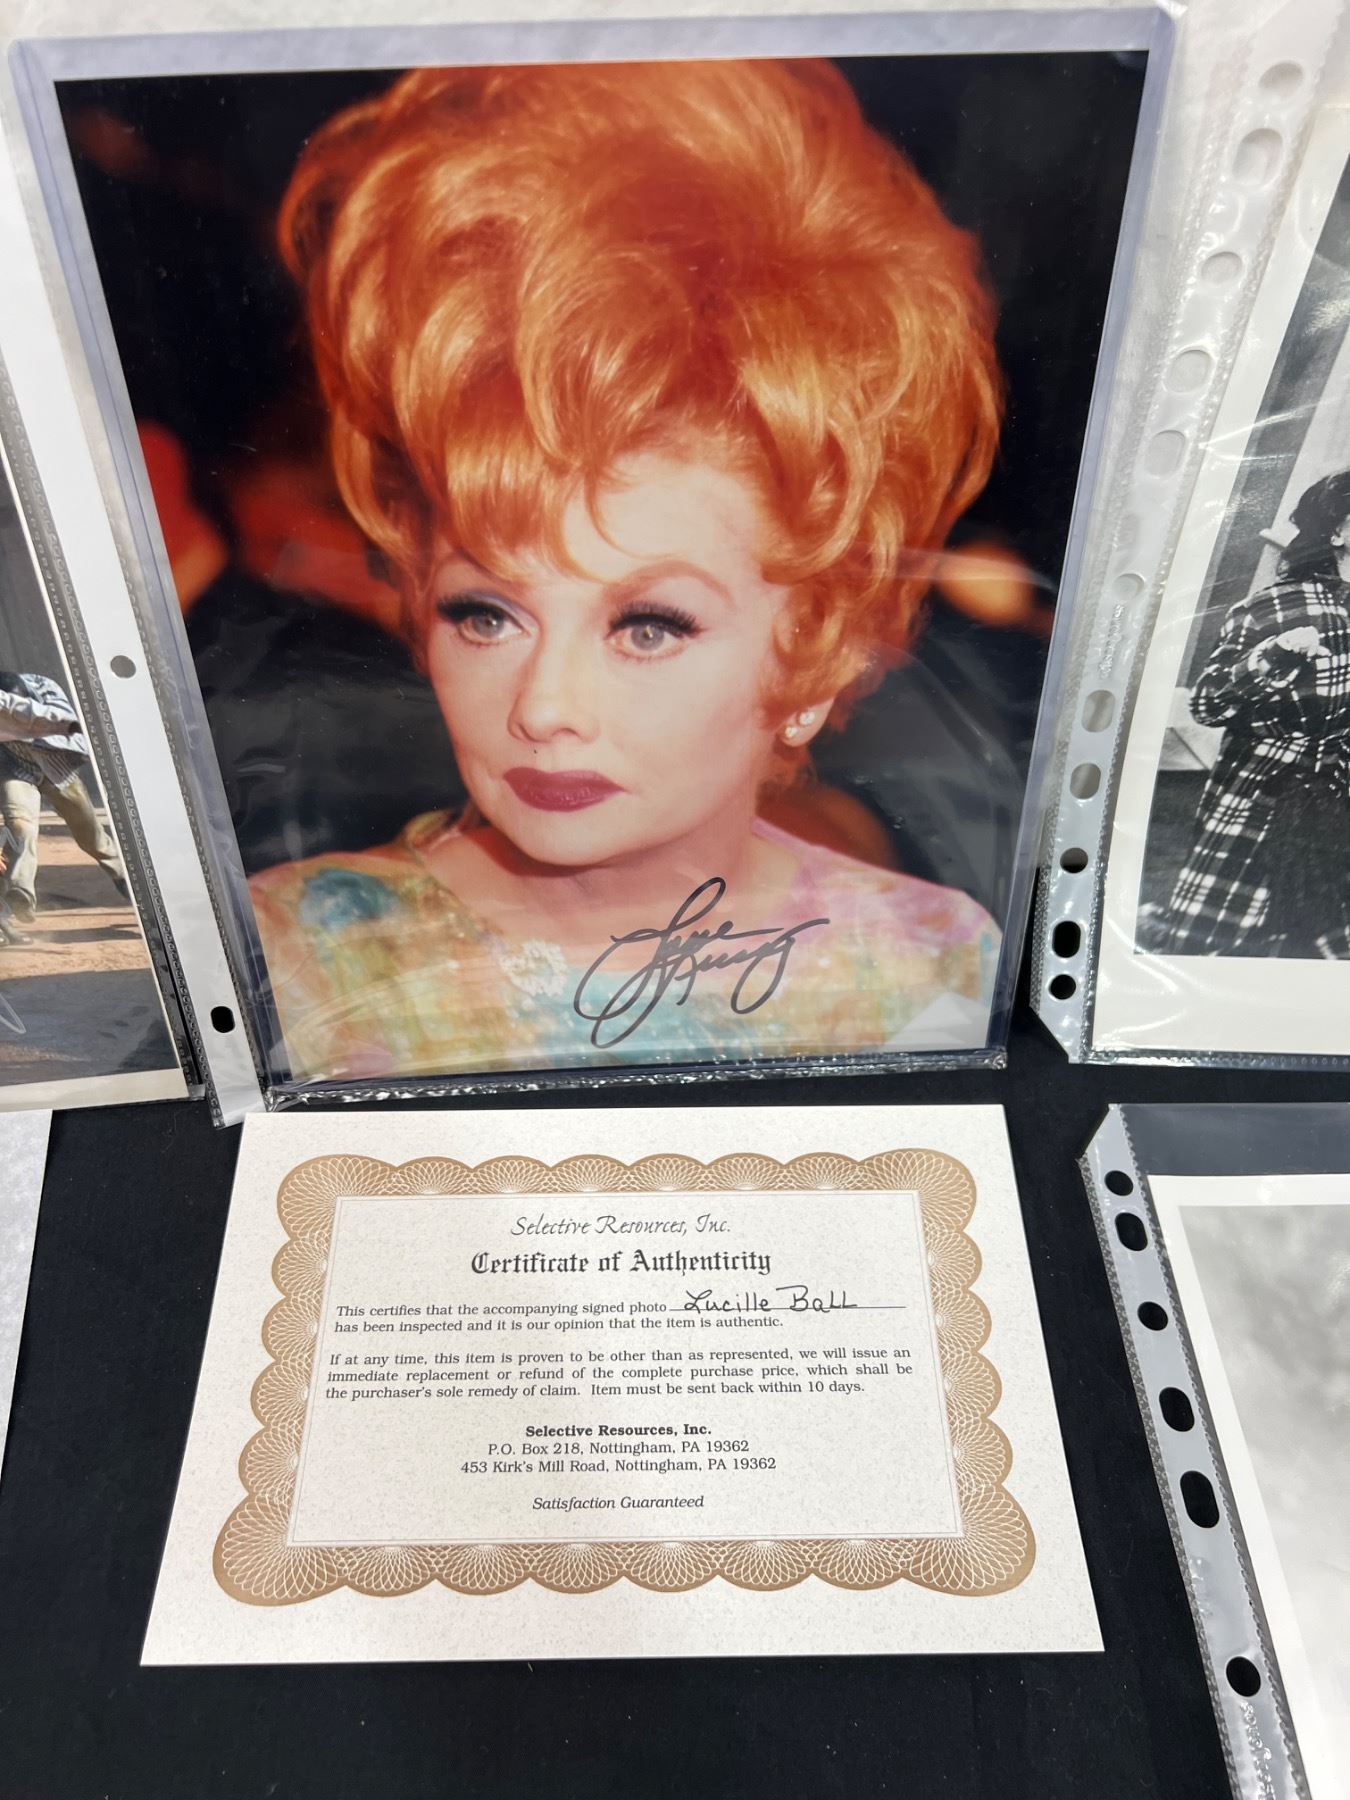 Love
Lucy
Selective Resources, Inc.
Certificate of Authenticity
This certifies that the accompanying signed photo Lucille Ball
has been inspected and it is our opinion that the item is authentic.
If at any time, this item is proven to be other than as represented, we will issue an
immediate replacement or refund of the complete purchase price, which shall be
the purchaser's sole remedy of claim. Item must be sent back within 10 days.
Selective Resources, Inc.
P.O. Box 218, Nottingham, PA 19362
453 Kirk's Mill Road, Nottingham, PA 19362
Satisfaction Guaranteed